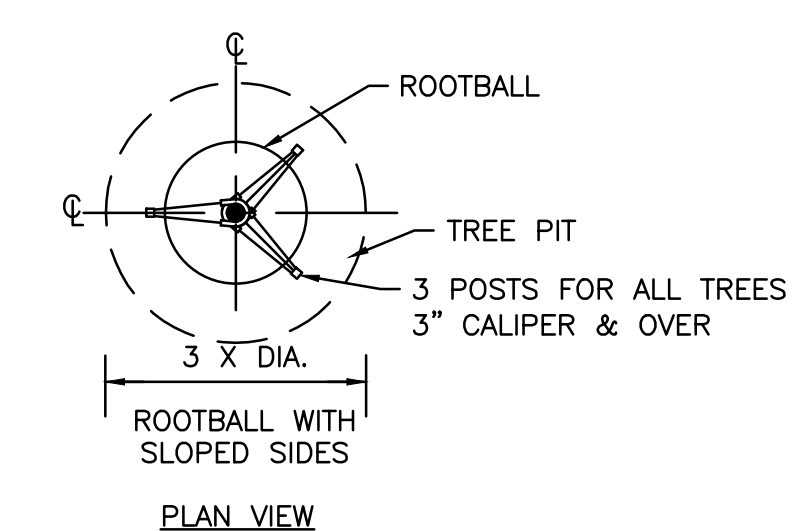 ℄
ROOTBALL
℄
TREE PIT
3 POSTS FOR ALL TREES
3" CALIPER & OVER
3 X DIA.
ROOTBALL WITH
SLOPED SIDES
PLAN VIEW